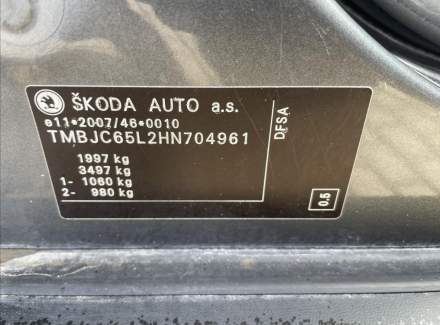 ŠKODA AUTO a.s.
e11*2007/46*0010
TMBJC65L2HN704961
1997 kg
3497 kg
1- 1060 kg
2- 980 kg
DFSA
0.5